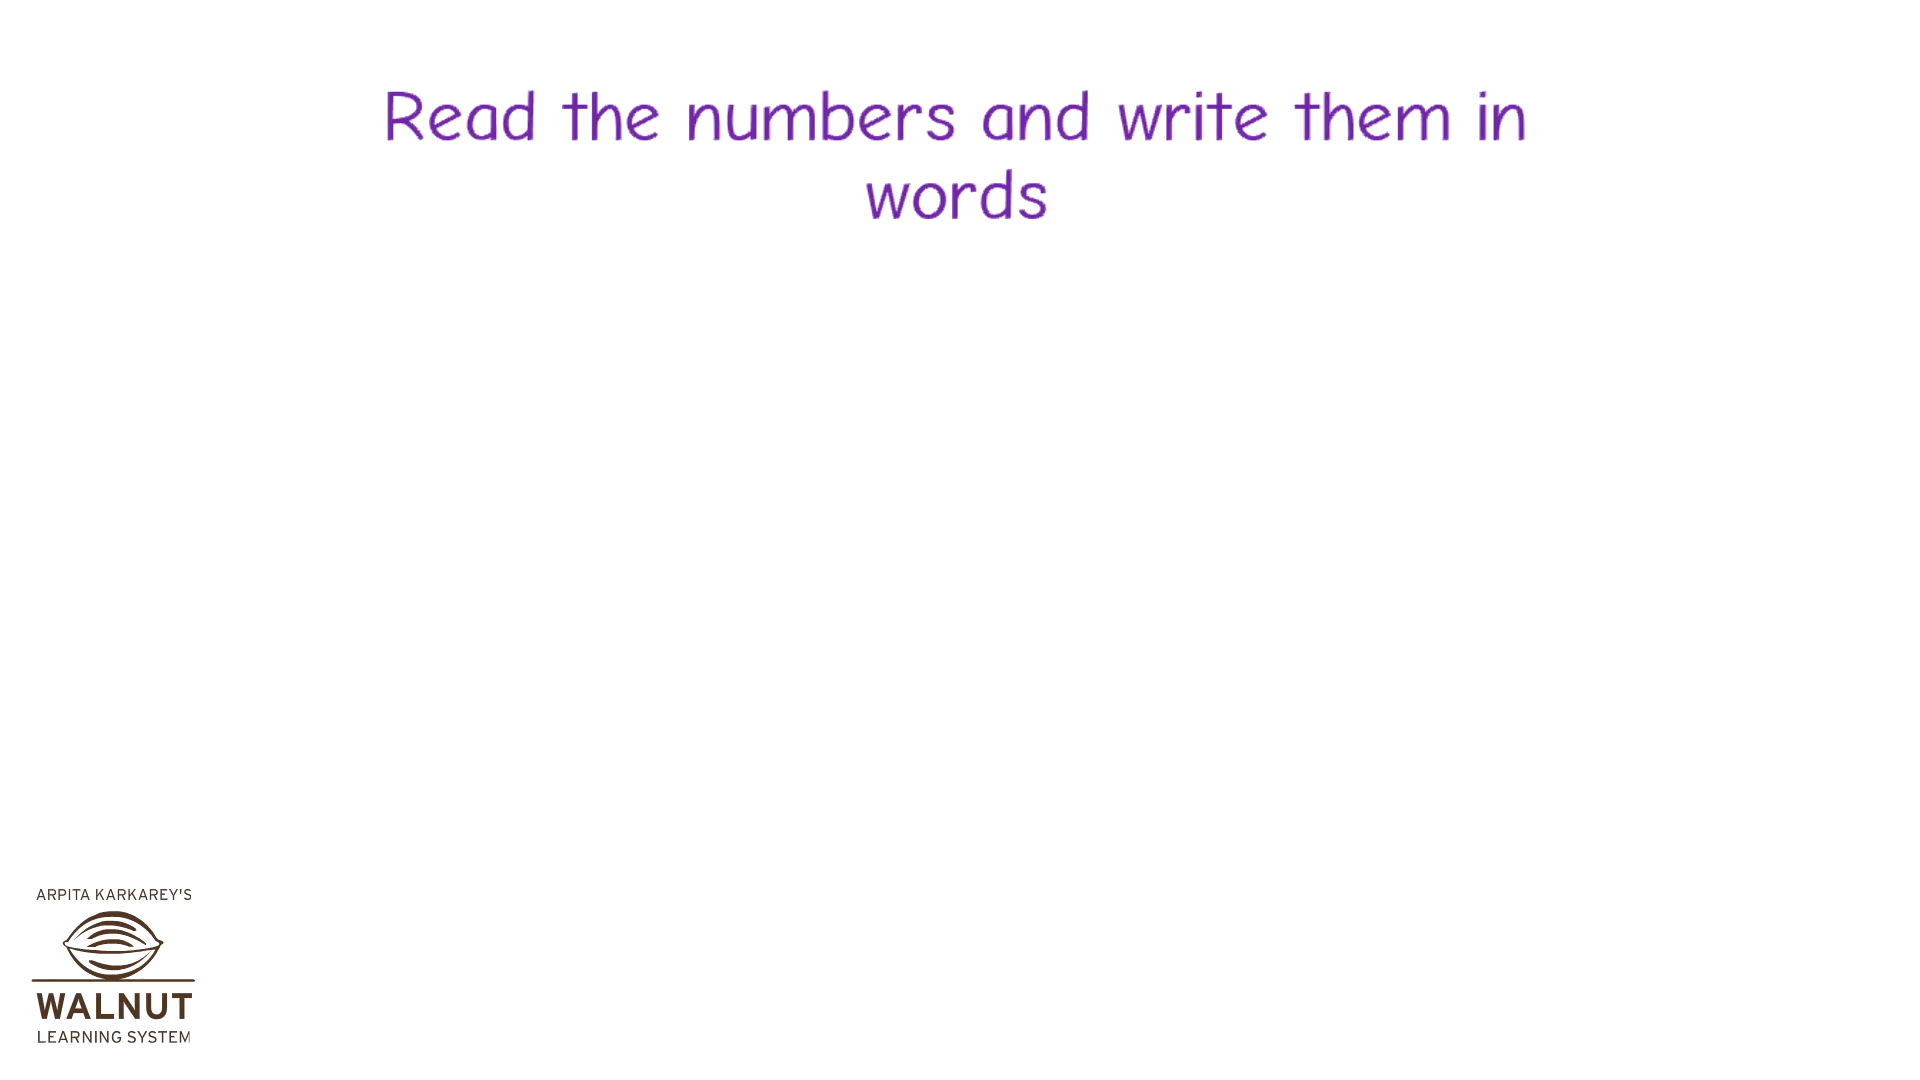 Read the numbers and write them in
words
ARPITA KARKAREY'S
WALNUT
LEARNING SYSTEM